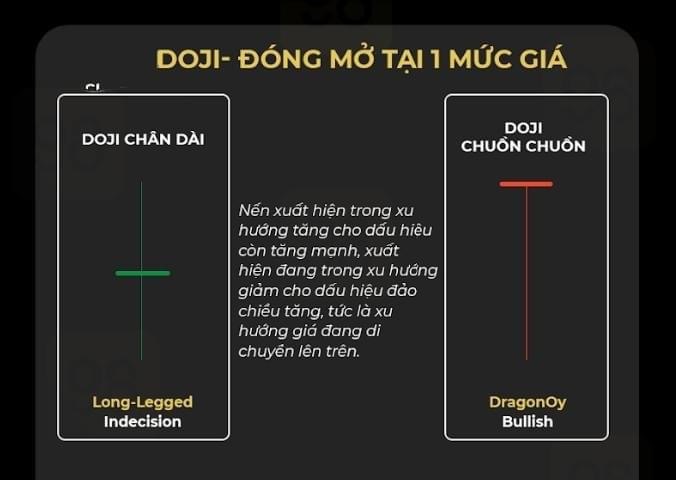 DOJI- ĐÓNG MỞ TẠI 1 MỨC GIÁ
DOJI CHÂN DÀI
Long-Legged
Indecision
Nến xuất hiện trong xu
hướng tăng cho dấu hiêu
còn tăng mạnh, xuất
hiện đang trong xu hướng
giảm cho dấu hiệu đảo
chiều tăng, tức là xu
hướng giá đang di
chuyển lên trên.
DOJI
CHUỒN CHUỒN
DragonOy
Bullish